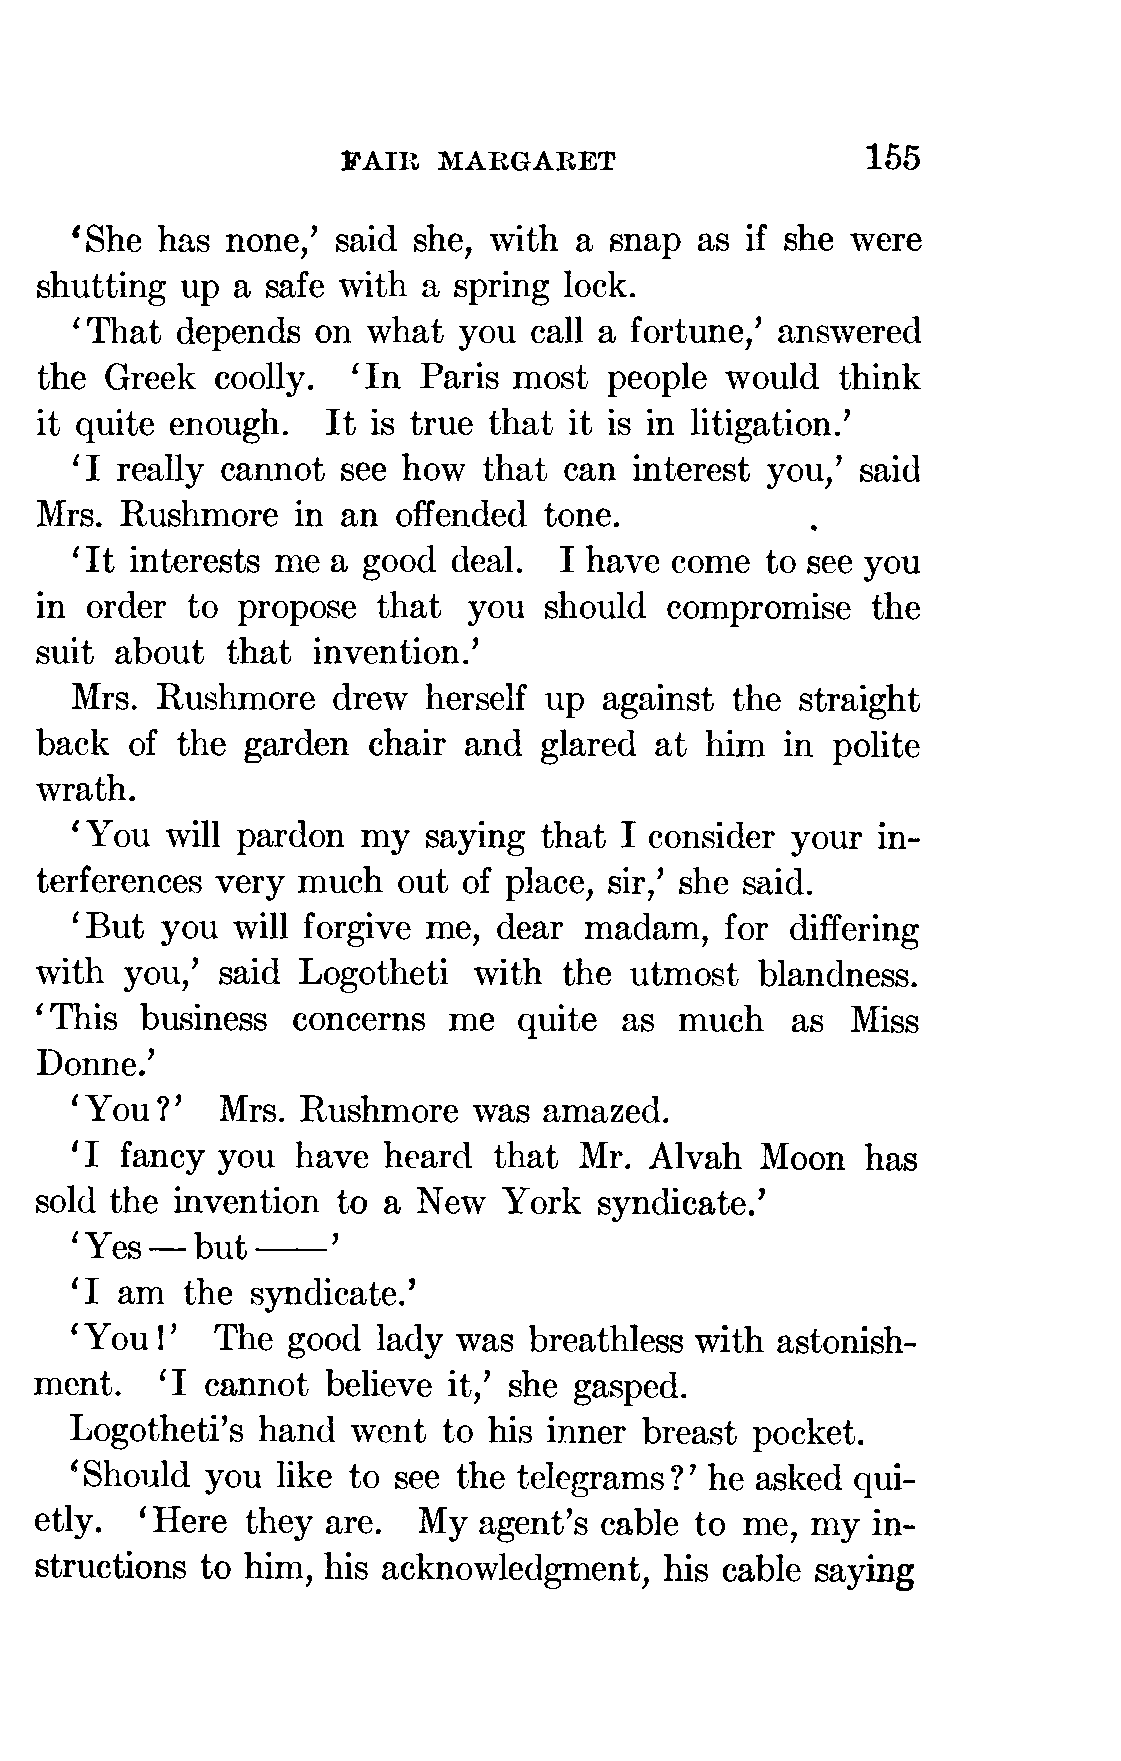 FAIR MARGARET 155
‘She has none,’ said she, with a snap as if she were
shutting up a safe with a spring lock.
‘That depends on what you call a fortune,’ answered
the Greek coolly. ‘In Paris most people would think
it quite enough. It is true that it is in litigation.’
‘I really cannot see how that can interest you,’ said
Mrs. Rushmore in an offended tone.
‘It interests me a good deal. I have come to see you
in order to propose that you should compromise the
suit about that invention.’
Mrs. Rushmore drew herself up against the straight
back of the garden chair and glared at him in polite
wrath.
‘You will pardon my saying that I consider your in-
terferences very much out of place, sir,’ she said.
‘But you will forgive me, dear madam, for differing
with you,’ said Logotheti with the utmost blandness.
‘This business concerns me quite as much as Miss
Donne.’
‘You?’ Mrs. Rushmore was amazed.
‘I fancy you have heard that Mr. Alvah Moon has
sold the invention to a New York syndicate.’
‘Yes — but ——’
‘I am the syndicate.’
‘You!’ The good lady was breathless with astonish-
ment. ‘I cannot believe it,’ she gasped.
Logotheti’s hand went to his inner breast pocket.
‘Should you like to see the telegrams?’ he asked qui-
etly. ‘Here they are. My agent’s cable to me, my in-
structions to him, his acknowledgment, his cable saying